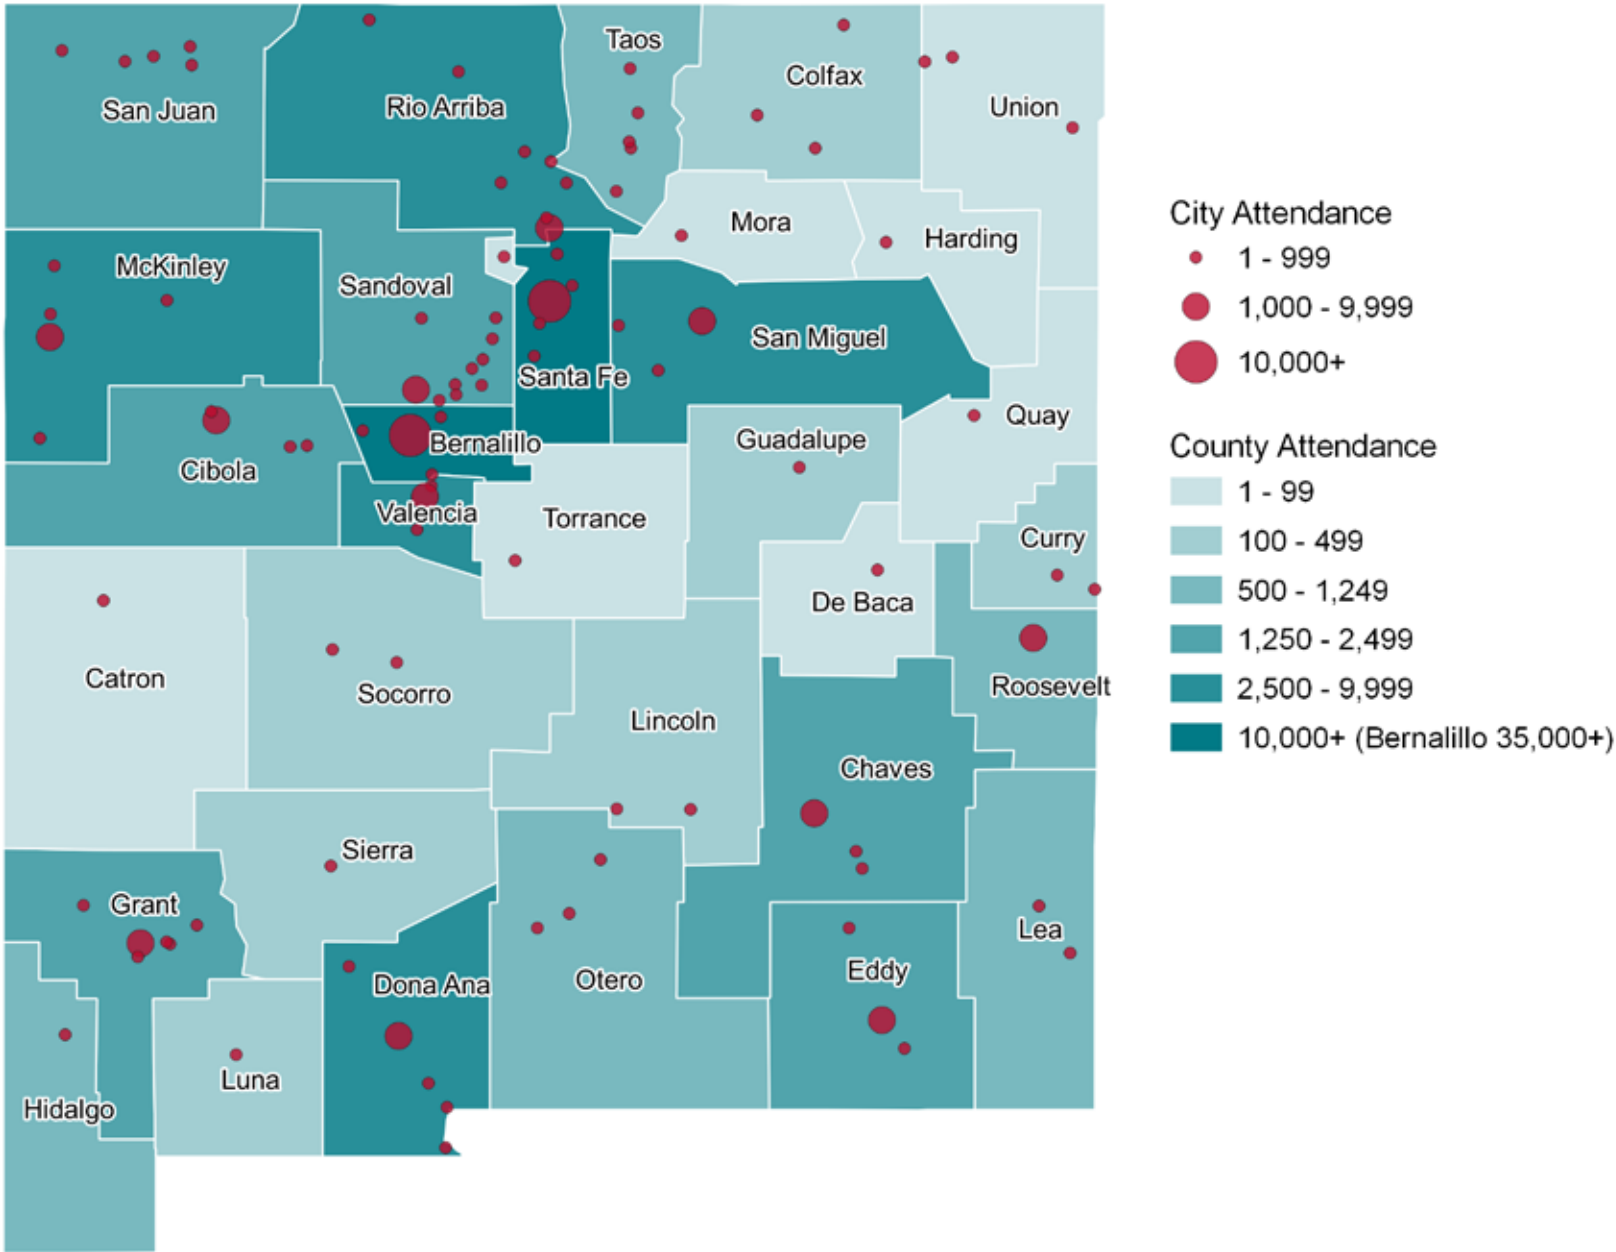 Taos
Colfax
San Juan
Rio Arriba
Union
Mora
Harding
McKinley
Sandoval
San Miguel
Santa Fe
Quay
Bernalillo
Guadalupe
Cibola
Valencia
Torrance
Curry
De Baca
Catron
Socorro
Roosevelt
Lincoln
Chaves
Sierra
Grant
Lea
Dona Ana
Otero
Eddy
Luna
Hidalgo
City Attendance
1 - 999
1,000 - 9,999
10,000+
County Attendance
1 - 99
100 - 499
500 - 1,249
1,250 - 2,499
2,500 - 9,999
10,000+ (Bernalillo 35,000+)